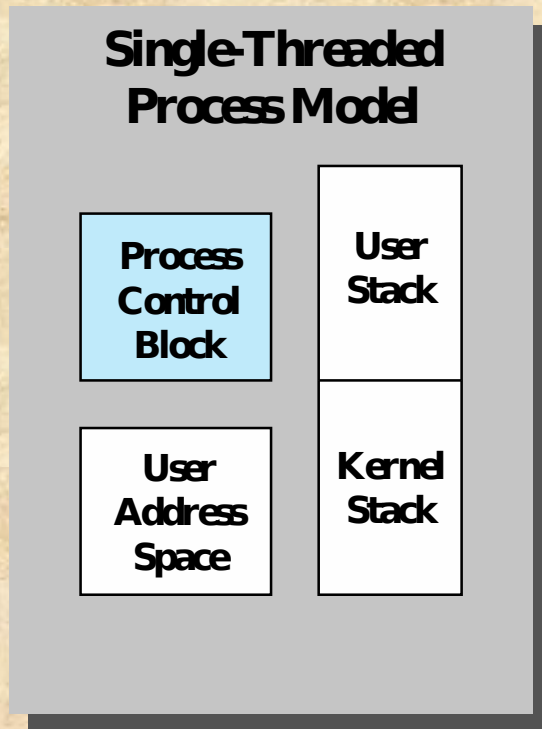 Single-Threaded
Process Model
Process
Control
Block
User
Stack
User
Address
Space
Kernel
Stack